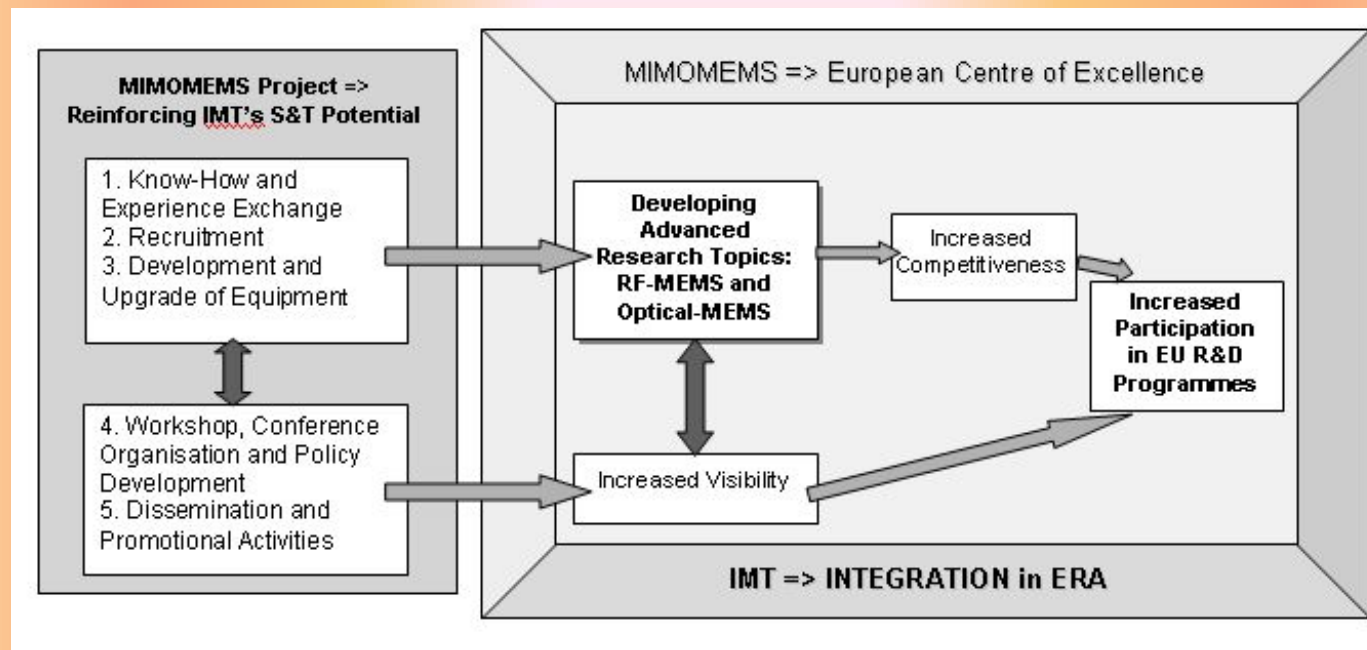 MIMOMEMS Project =>
Reinforcing IMT's S&T Potential
1. Know-How and
Experience Exchange
2. Recruitment
3. Development and
Upgrade of Equipment
4. Workshop, Conference
Organisation and Policy
Development
5. Dissemination and
Promotional Activities
MIMOMEMS => European Centre of Excellence
Developing
Advanced
Research Topics:
RF-MEMS and
Optical-MEMS
Increased
Competitiveness
Increased
Participation
in EU R&D
Programmes
Increased Visibility
IMT => INTEGRATION in ERA